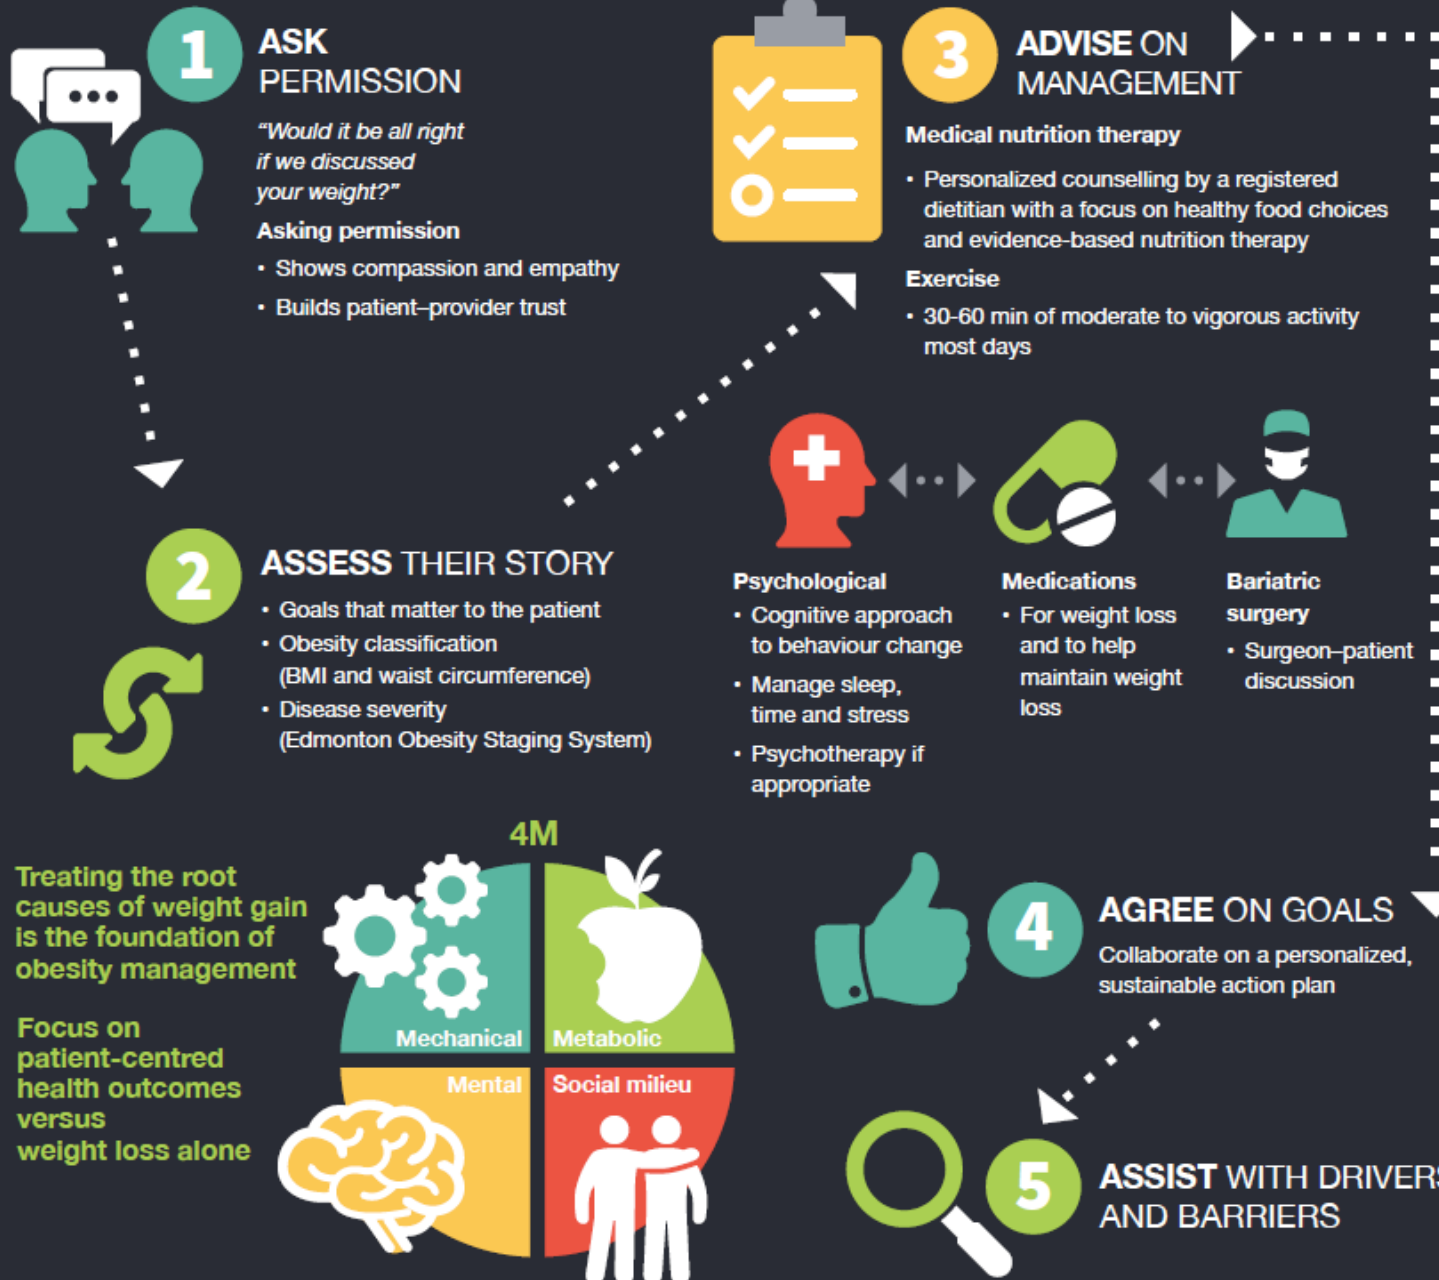 1
ASK
PERMISSION
“Would it be all right
if we discussed
your weight?”
Asking permission
• Shows compassion and empathy
• Builds patient–provider trust
2
ASSESS THEIR STORY
• Goals that matter to the patient
• Obesity classification
(BMI and waist circumference)
• Disease severity
(Edmonton Obesity Staging System)
4M
Treating the root
causes of weight gain
is the foundation of
obesity management
Focus on
patient-centred
health outcomes
versus
weight loss alone
Mechanical
Metabolic
Mental
Social milieu
3
ADVISE ON
MANAGEMENT
Medical nutrition therapy
• Personalized counselling by a registered
dietitian with a focus on healthy food choices
and evidence-based nutrition therapy
Exercise
• 30-60 min of moderate to vigorous activity
most days
Psychological
• Cognitive approach
to behaviour change
• Manage sleep,
time and stress
• Psychotherapy if
appropriate
Medications
• For weight loss
and to help
maintain weight
loss
Bariatric
surgery
• Surgeon–patient
discussion
4
AGREE ON GOALS
Collaborate on a personalized,
sustainable action plan
5
ASSIST WITH DRIVERS
AND BARRIERS